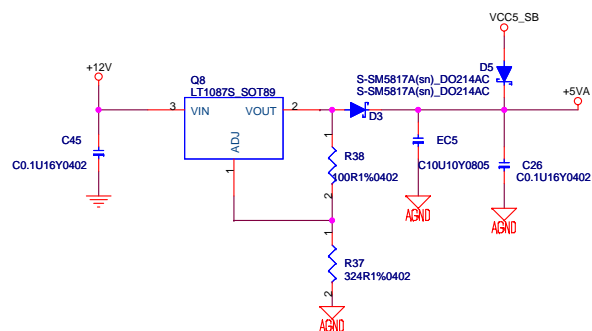 VCC5_SB
+12V
Q8
LT1087S_SOT89
D5
S-SM5817A(sn)_DO214AC
S-SM5817A(sn)_DO214AC
+5VA
3
VIN
VOUT
2
D3
ADJ
1
C45
C0.1U16Y0402
1
R38
100R1%0402
2
EC5
C10U10Y0805
C26
C0.1U16Y0402
AGND
AGND
1
R37
324R1%0402
2
AGND